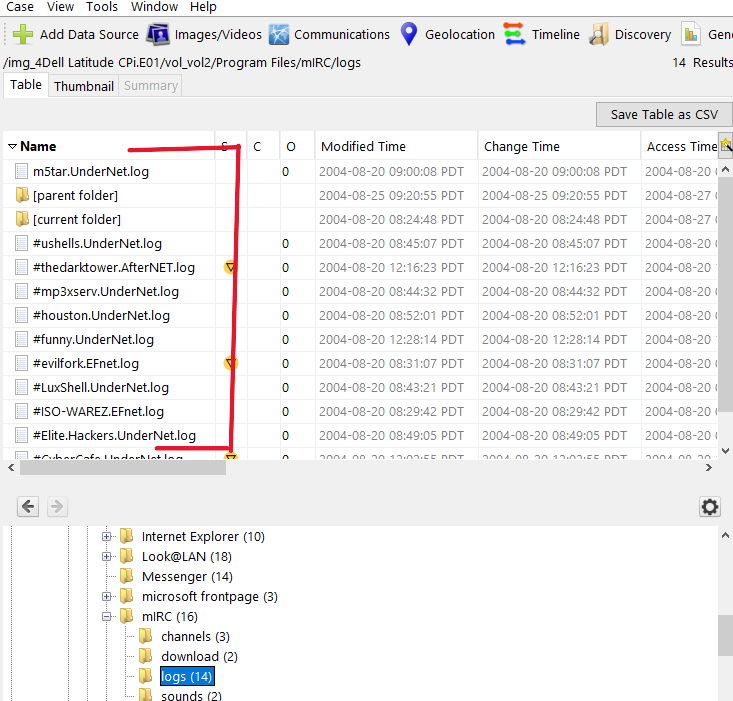 Case View Tools Window Help
Add Data Source Images/Videos Communications Geolocation Timeline Discovery Gen
/img_4Dell Latitude CPi.E01/vol_vol2/Program Files/mIRC/logs 14 Results
Table Thumbnail Summary
Save Table as CSV
Name S C O Modified Time Change Time Access Time
m5tar.UnderNet.log 0 2004-08-20 09:00:08 PDT 2004-08-20 09:00:08 PDT 2004-08-20
[parent folder] 2004-08-25 09:20:55 PDT 2004-08-25 09:20:55 PDT 2004-08-27
[current folder] 2004-08-20 08:24:48 PDT 2004-08-20 08:24:48 PDT 2004-08-27
#ushells.UnderNet.log 0 2004-08-20 08:45:07 PDT 2004-08-20 08:45:07 PDT 2004-08-20
#thedarktower.AfterNET.log 0 2004-08-20 12:16:23 PDT 2004-08-20 12:16:23 PDT 2004-08-20
#mp3xserv.UnderNet.log 0 2004-08-20 08:44:32 PDT 2004-08-20 08:44:32 PDT 2004-08-20
#houston.UnderNet.log 0 2004-08-20 08:52:01 PDT 2004-08-20 08:52:01 PDT 2004-08-20
#funny.UnderNet.log 0 2004-08-20 12:28:14 PDT 2004-08-20 12:28:14 PDT 2004-08-20
#evilfork.EFnet.log 0 2004-08-20 08:31:07 PDT 2004-08-20 08:31:07 PDT 2004-08-20
#LuxShell.UnderNet.log 0 2004-08-20 08:43:21 PDT 2004-08-20 08:43:21 PDT 2004-08-20
#ISO-WAREZ.EFnet.log 0 2004-08-20 08:29:42 PDT 2004-08-20 08:29:42 PDT 2004-08-20
#Elite.Hackers.UnderNet.log 0 2004-08-20 08:49:05 PDT 2004-08-20 08:49:05 PDT 2004-08-20
#CyberCafe.UnderNet.log 0 2004-08-20 PDT 2004-08-20 PDT 2004-08-20
Internet Explorer (10)
Look@LAN (18)
Messenger (14)
microsoft frontpage (3)
mIRC (16)
channels (3)
download (2)
logs (14)
sounds (2)